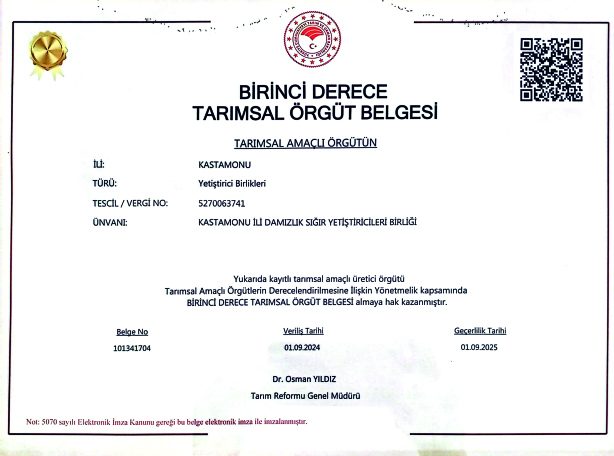 BİRİNCİ DERECE
TARIMSAL ÖRGÜT BELGESİ
TARIMSAL AMAÇLI ÖRGÜTÜN
İLİ: KASTAMONU
TÜRÜ: Yetiştirici Birlikleri
TESCİL / VERGİ NO: 5270063741
ÜNVANI: KASTAMONU İLİ DAMIZLIK SIĞIR YETİŞTİRİCİLERİ BİRLİĞİ
Yukarıda kayıtlı tarımsal amaçlı üretici örgütü
Tarımsal Amaçlı Örgütlerin Derecelendirilmesine İlişkin Yönetmelik kapsamında
BİRİNCİ DERECE TARIMSAL ÖRGÜT BELGESİ almaya hak kazanmıştır.
Belge No Veriliş Tarihi Geçerlilik Tarihi
101341704 01.09.2024 01.09.2025
Dr. Osman YILDIZ
Tarım Reformu Genel Müdürü
Not: 5070 sayılı Elektronik İmza Kanunu gereği bu belge elektronik imza ile imzalanmıştır.